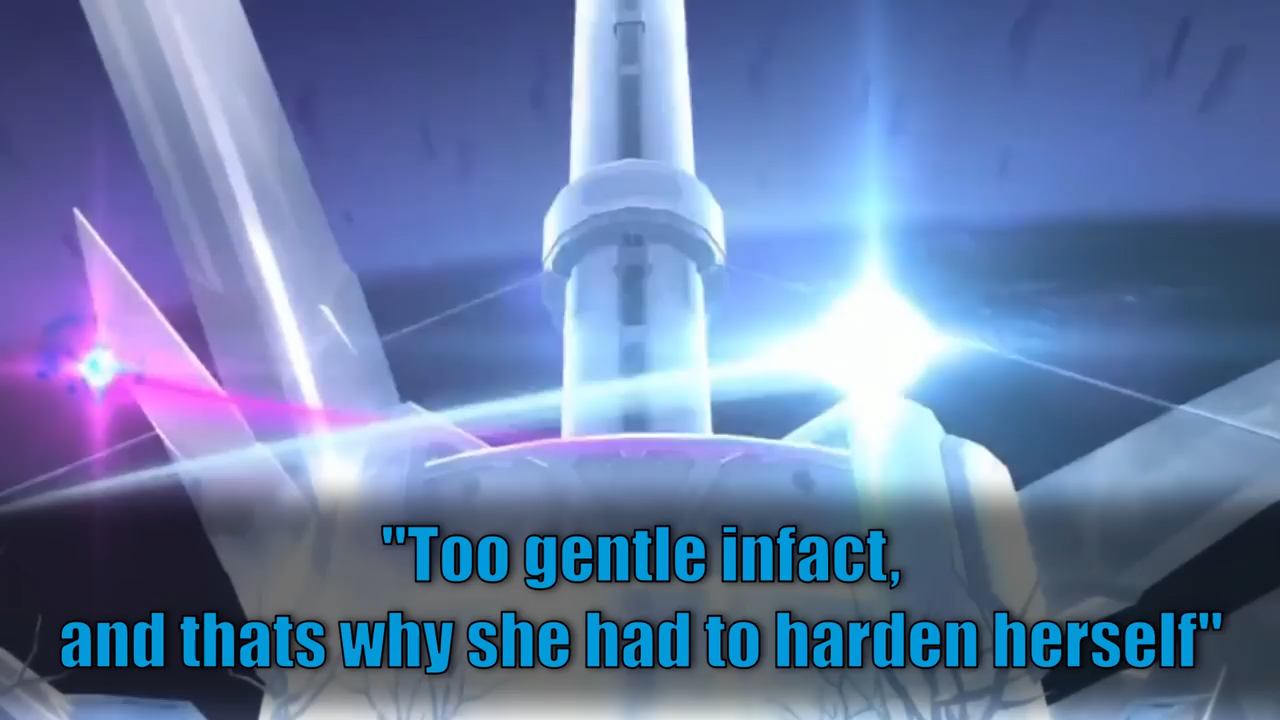 "Too gentle infact,
and thats why she had to harden herself"